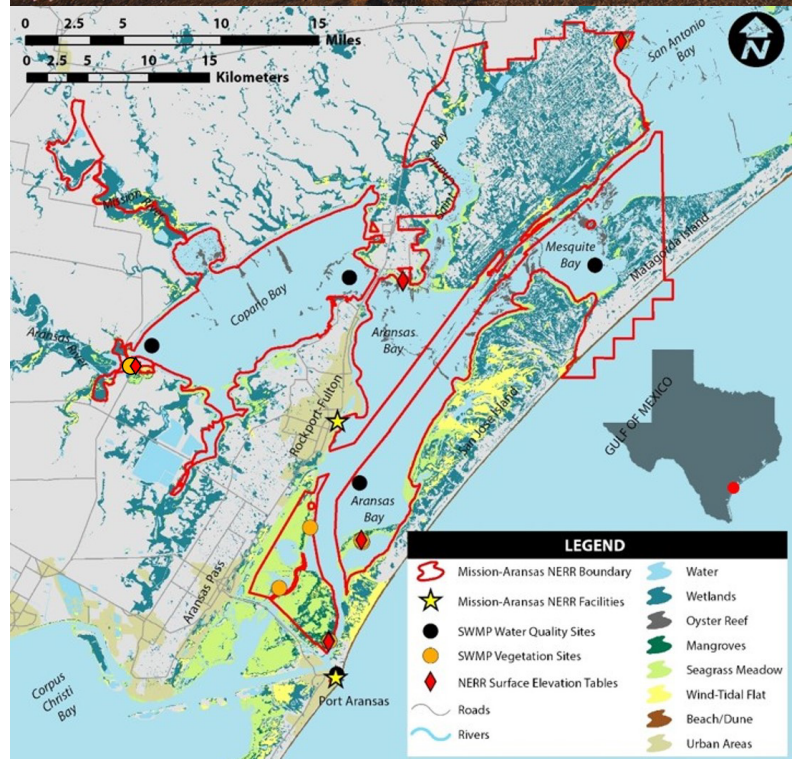 0 2.5 5 10 15
Miles
0 2.5 5 10 15
Kilometers
N
San Antonio
Bay
Bay
Mission River
Mesquite
Bay
Matagorda Island
Copano Bay
Aransas River
Aransas
Bay
Rockport-Fulton
San Jose Island
GULF OF MEXICO
Aransas
Bay
Aransas Pass
Corpus
Christi
Bay
Port Aransas
LEGEND
Mission-Aransas NERR Boundary
Mission-Aransas NERR Facilities
SWMP Water Quality Sites
SWMP Vegetation Sites
NERR Surface Elevation Tables
Roads
Rivers
Water
Wetlands
Oyster Reef
Mangroves
Seagrass Meadow
Wind-Tidal Flat
Beach/Dune
Urban Areas